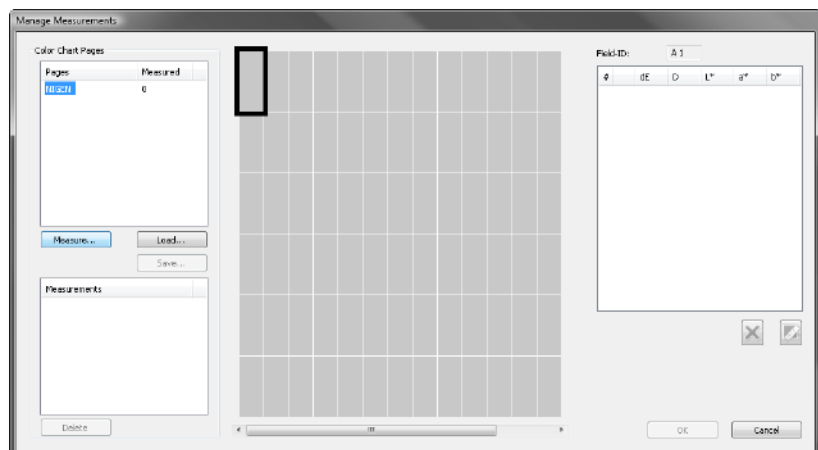 Manage Measurements
Color Chart Pages
Pages Measured
0
Measure... Load...
Save...
Measurements
Delete
Field-ID: A 1
# dE D L* a* b*
OK Cancel